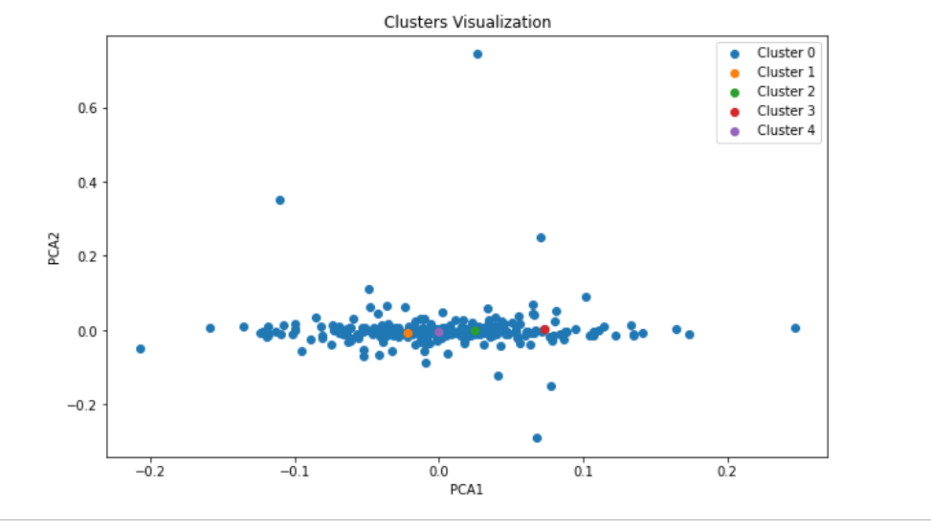 Clusters Visualization
Cluster 0
Cluster 1
Cluster 2
Cluster 3
Cluster 4
0.6
0.4
0.2
0.0
−0.2
PCA2
−0.2 −0.1 0.0 0.1 0.2
PCA1